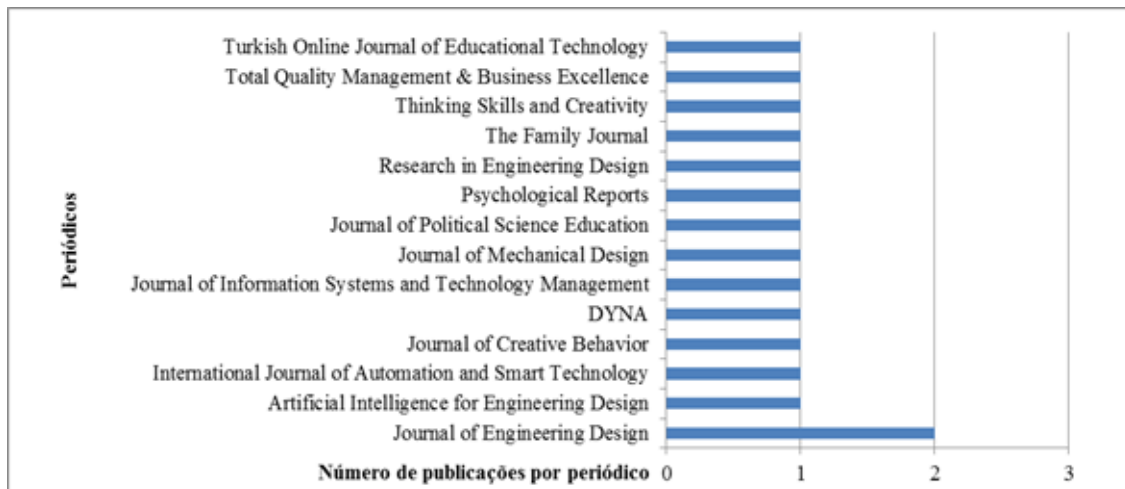 Turkish Online Journal of Educational Technology
Total Quality Management & Business Excellence
Thinking Skills and Creativity
The Family Journal
Research in Engineering Design
Psychological Reports
Journal of Political Science Education
Journal of Mechanical Design
Journal of Information Systems and Technology Management
DYNA
Journal of Creative Behavior
International Journal of Automation and Smart Technology
Artificial Intelligence for Engineering Design
Journal of Engineering Design
Periódicos
Número de publicações por periódico 0 1 2 3